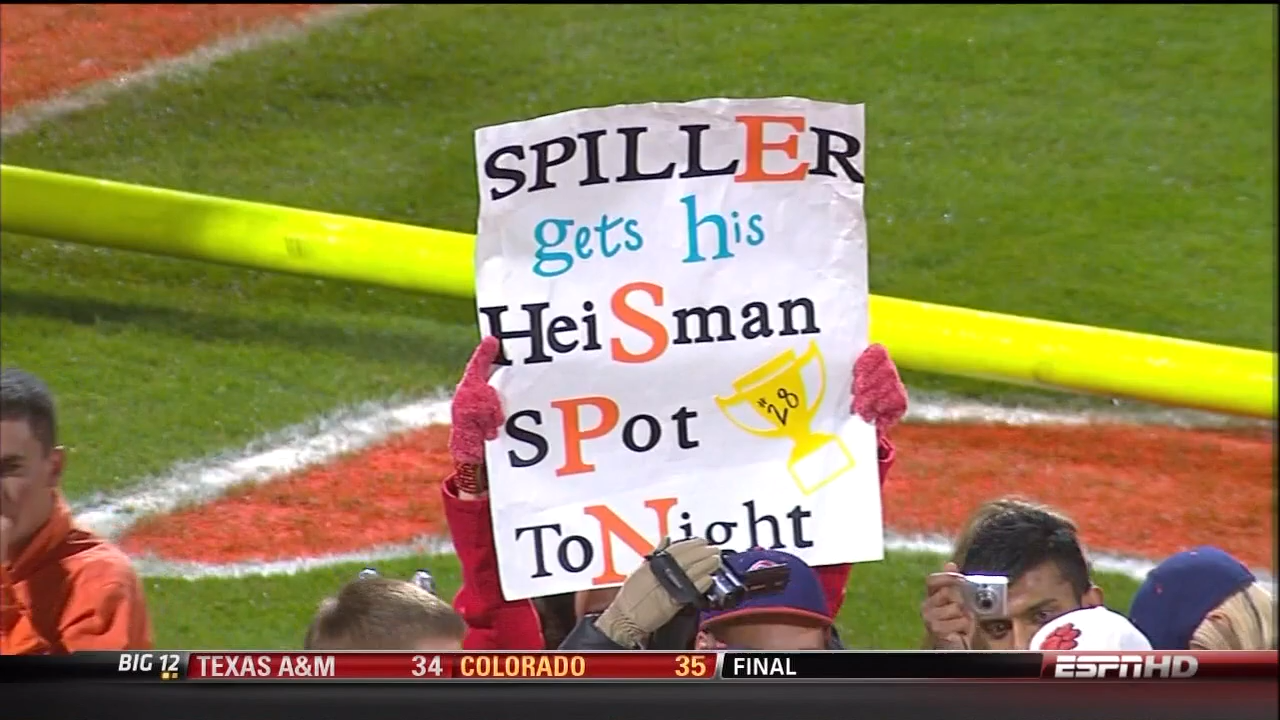 SPILLER
gets his
HeiSman
SPot
#28
ToNight
BIG 12 TEXAS A&M 34 COLORADO 35 FINAL ESPNHD